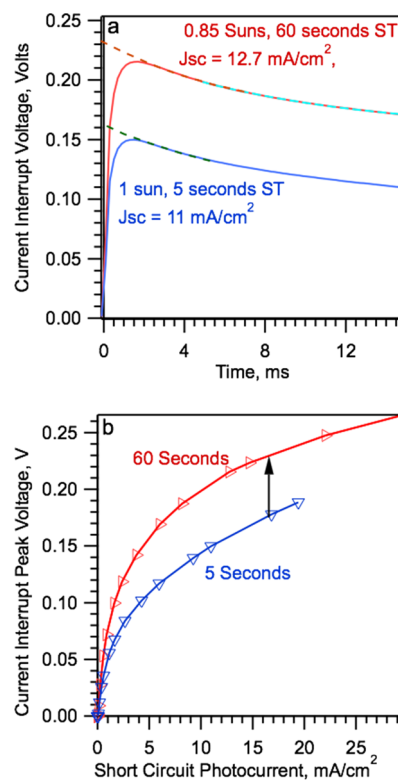 a
0.85 Suns, 60 seconds ST
Jsc = 12.7 mA/cm²,
1 sun, 5 seconds ST
Jsc = 11 mA/cm²
Current Interrupt Voltage, Volts
0.25
0.20
0.15
0.10
0.05
0.00
0
4
8
12
Time, ms
b
60 Seconds
5 Seconds
Current Interrupt Peak Voltage, V
0.25
0.20
0.15
0.10
0.05
0.00
0
5
10
15
20
25
Short Circuit Photocurrent, mA/cm²